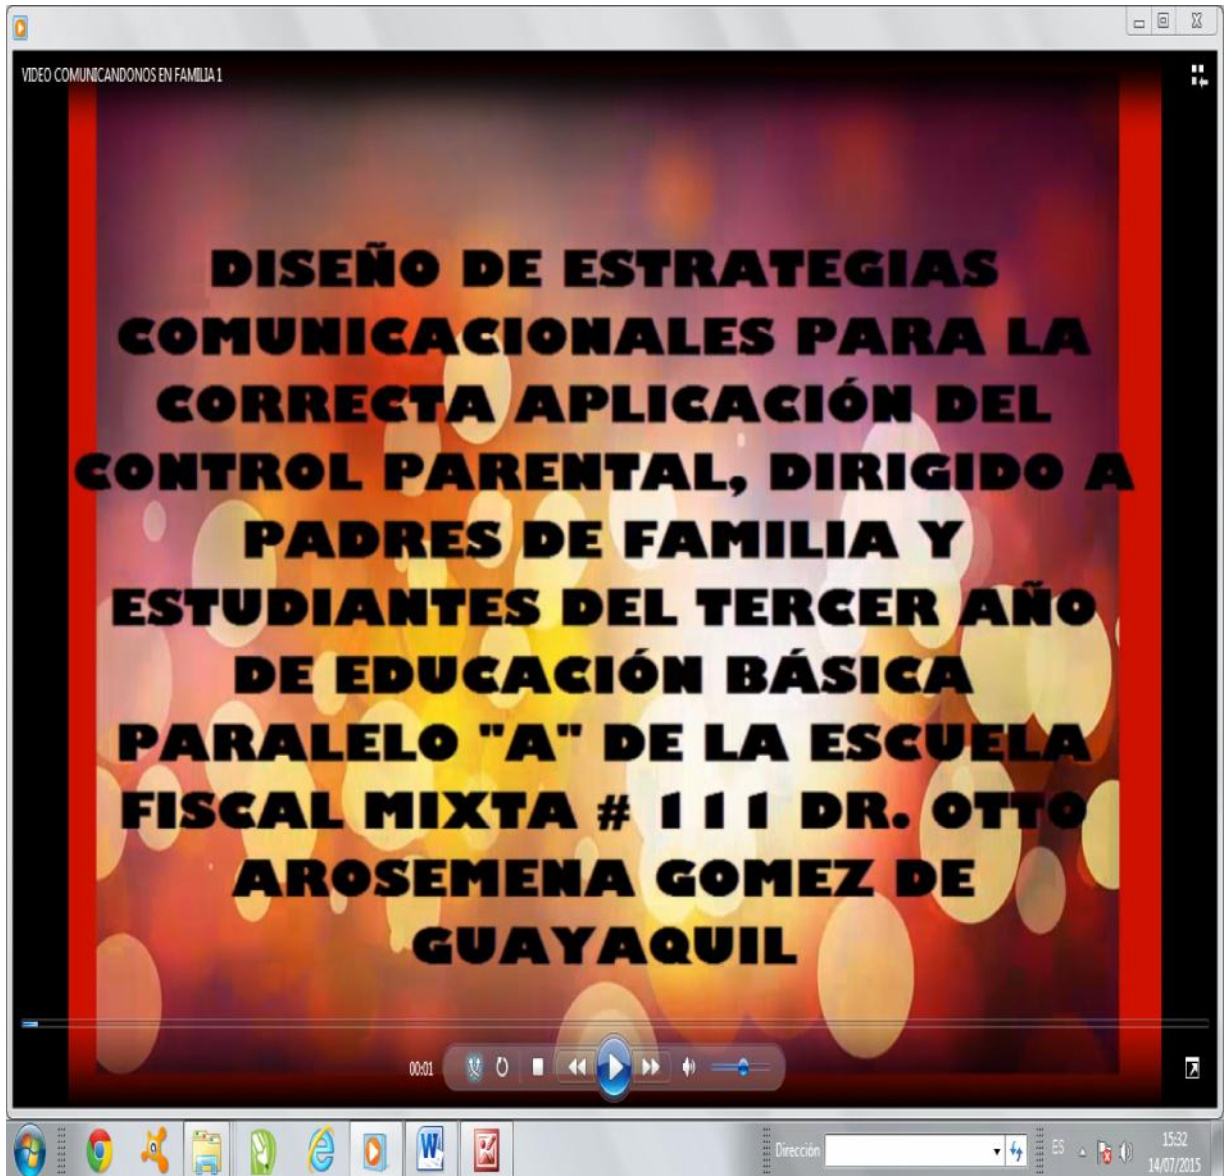 VIDEO COMUNICANDONOS EN FAMILIA 1
DISEÑO DE ESTRATEGIAS
COMUNICACIONALES PARA LA
CORRECTA APLICACIÓN DEL
CONTROL PARENTAL, DIRIGIDO A
PADRES DE FAMILIA Y
ESTUDIANTES DEL TERCER AÑO
DE EDUCACIÓN BÁSICA
PARALELO "A" DE LA ESCUELA
FISCAL MIXTA # 111 DR. OTTO
AROSEMENA GOMEZ DE
GUAYAQUIL
00:01
Dirección
ES
15:32
14/07/2015